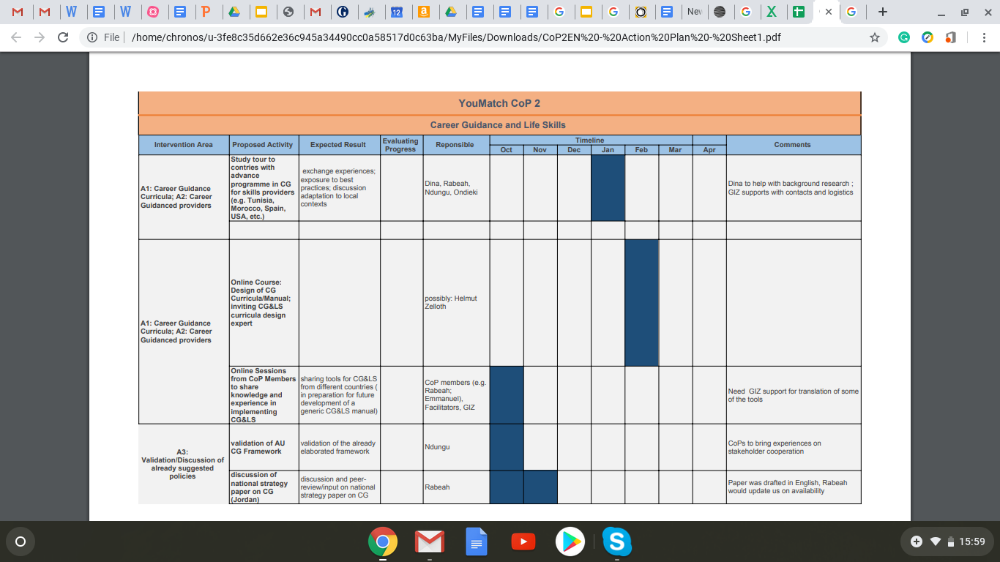 New
File
/home/chronos/u-3fe8c35d662e36c945a34490cc0a58517d0c63ba/MyFiles/Downloads/CoP2EN%20-%20Action%20Plan%20-%20Sheet1.pdf
YouMatch CoP 2
Career Guidance and Life Skills
Intervention Area
Proposed Activity
Expected Result
Evaluating
Progress
Reponsible
Timeline
Oct
Nov
Dec
Jan
Feb
Mar
Apr
Comments
A1: Career Guidance
Curricula; A2: Career
Guidanced providers
Study tour to
contries with
advance
programme in CG
for skills providers
(e.g. Tunisia,
Morocco, Spain,
USA, etc.)
exchange experiences;
exposure to best
practices; discussion
adaptation to local
contexts
Dina, Rabeah,
Ndungu, Ondieki
Dina to help with background research ;
GIZ supports with contacts and logistics
A1: Career Guidance
Curricula; A2: Career
Guidanced providers
Online Course:
Design of CG
Curricula/Manual;
inviting CG&LS
curricula design
expert
possibly: Helmut
Zelloth
Online Sessions
from CoP Members
to share
knowledge and
experience in
implementing
CG&LS
sharing tools for CG&LS
from different countries (
in preparation for future
development of a
generic CG&LS manual)
CoP members (e.g.
Rabeah;
Emmanuel),
Facilitators, GIZ
Need GIZ support for translation of some
of the tools
A3:
Validation/Discussion of
already suggested
policies
validation of AU
CG Framework
validation of the already
elaborated framework
Ndungu
CoPs to bring experiences on
stakeholder cooperation
discussion of
national strategy
paper on CG
(Jordan)
discussion and peer-
review/input on national
strategy paper on CG
Rabeah
Paper was drafted in English, Rabeah
would update us on availability
15:59